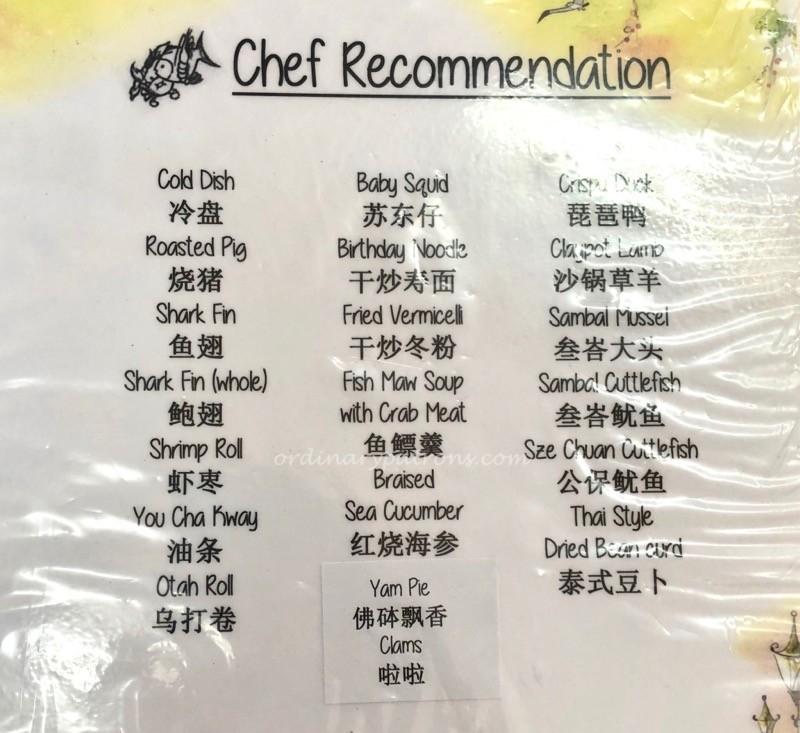 Chef Recommendation
Cold Dish
冷盘
Roasted Pig
烧猪
Shark Fin
鱼翅
Shark Fin (whole)
鲍翅
Shrimp Roll
虾枣
You Cha Kway
油条
Otah Roll
乌打卷
Baby Squid
苏东仔
Birthday Noodle
干炒寿面
Fried Vermicelli
干炒冬粉
Fish Maw Soup
with Crab Meat
鱼鳔羹
Braised
Sea Cucumber
红烧海参
Yam Pie
佛砵飘香
Clams
啦啦
Crispy Duck
琵琶鸭
Claypot Lamb
沙锅草羊
Sambal Mussel
叁峇大头
Sambal Cuttlefish
叁峇鱿鱼
Sze Chuan Cuttlefish
公保鱿鱼
Thai Style
Dried Bean curd
泰式豆卜
ordinarypatrons.com